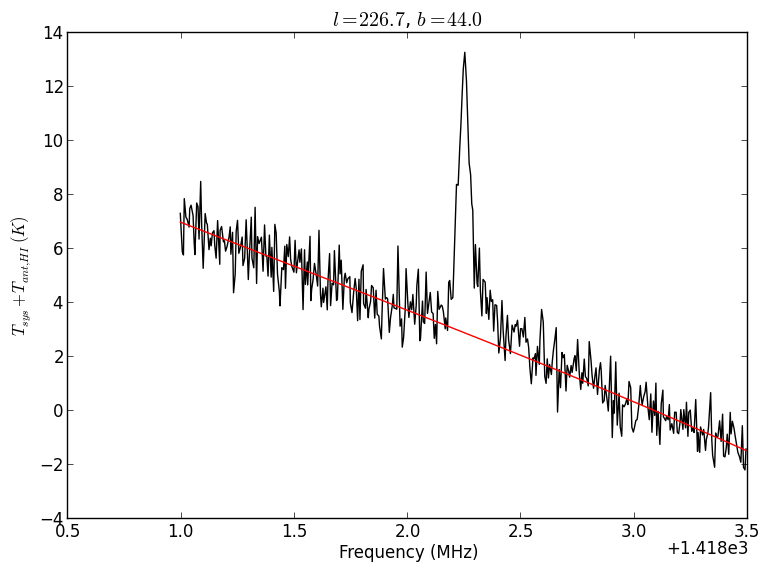 l = 226.7, b = 44.0
14
12
10
8
6
4
2
0
−2
−4
T_sys + T_ant,HI (K)
0.5 1.0 1.5 2.0 2.5 3.0 3.5
Frequency (MHz)
+1.418e3